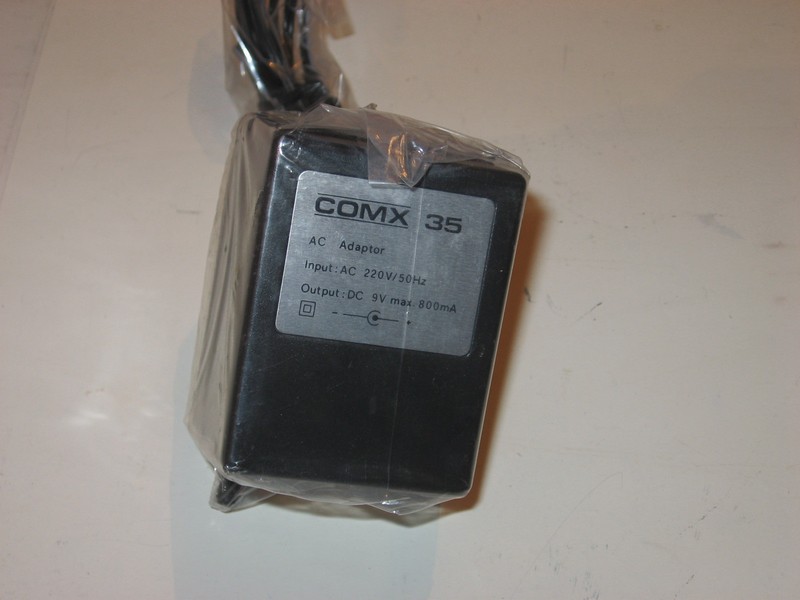 COMX 35
AC Adaptor
Input : AC 220V/50Hz
Output : DC 9V max. 800mA
- +